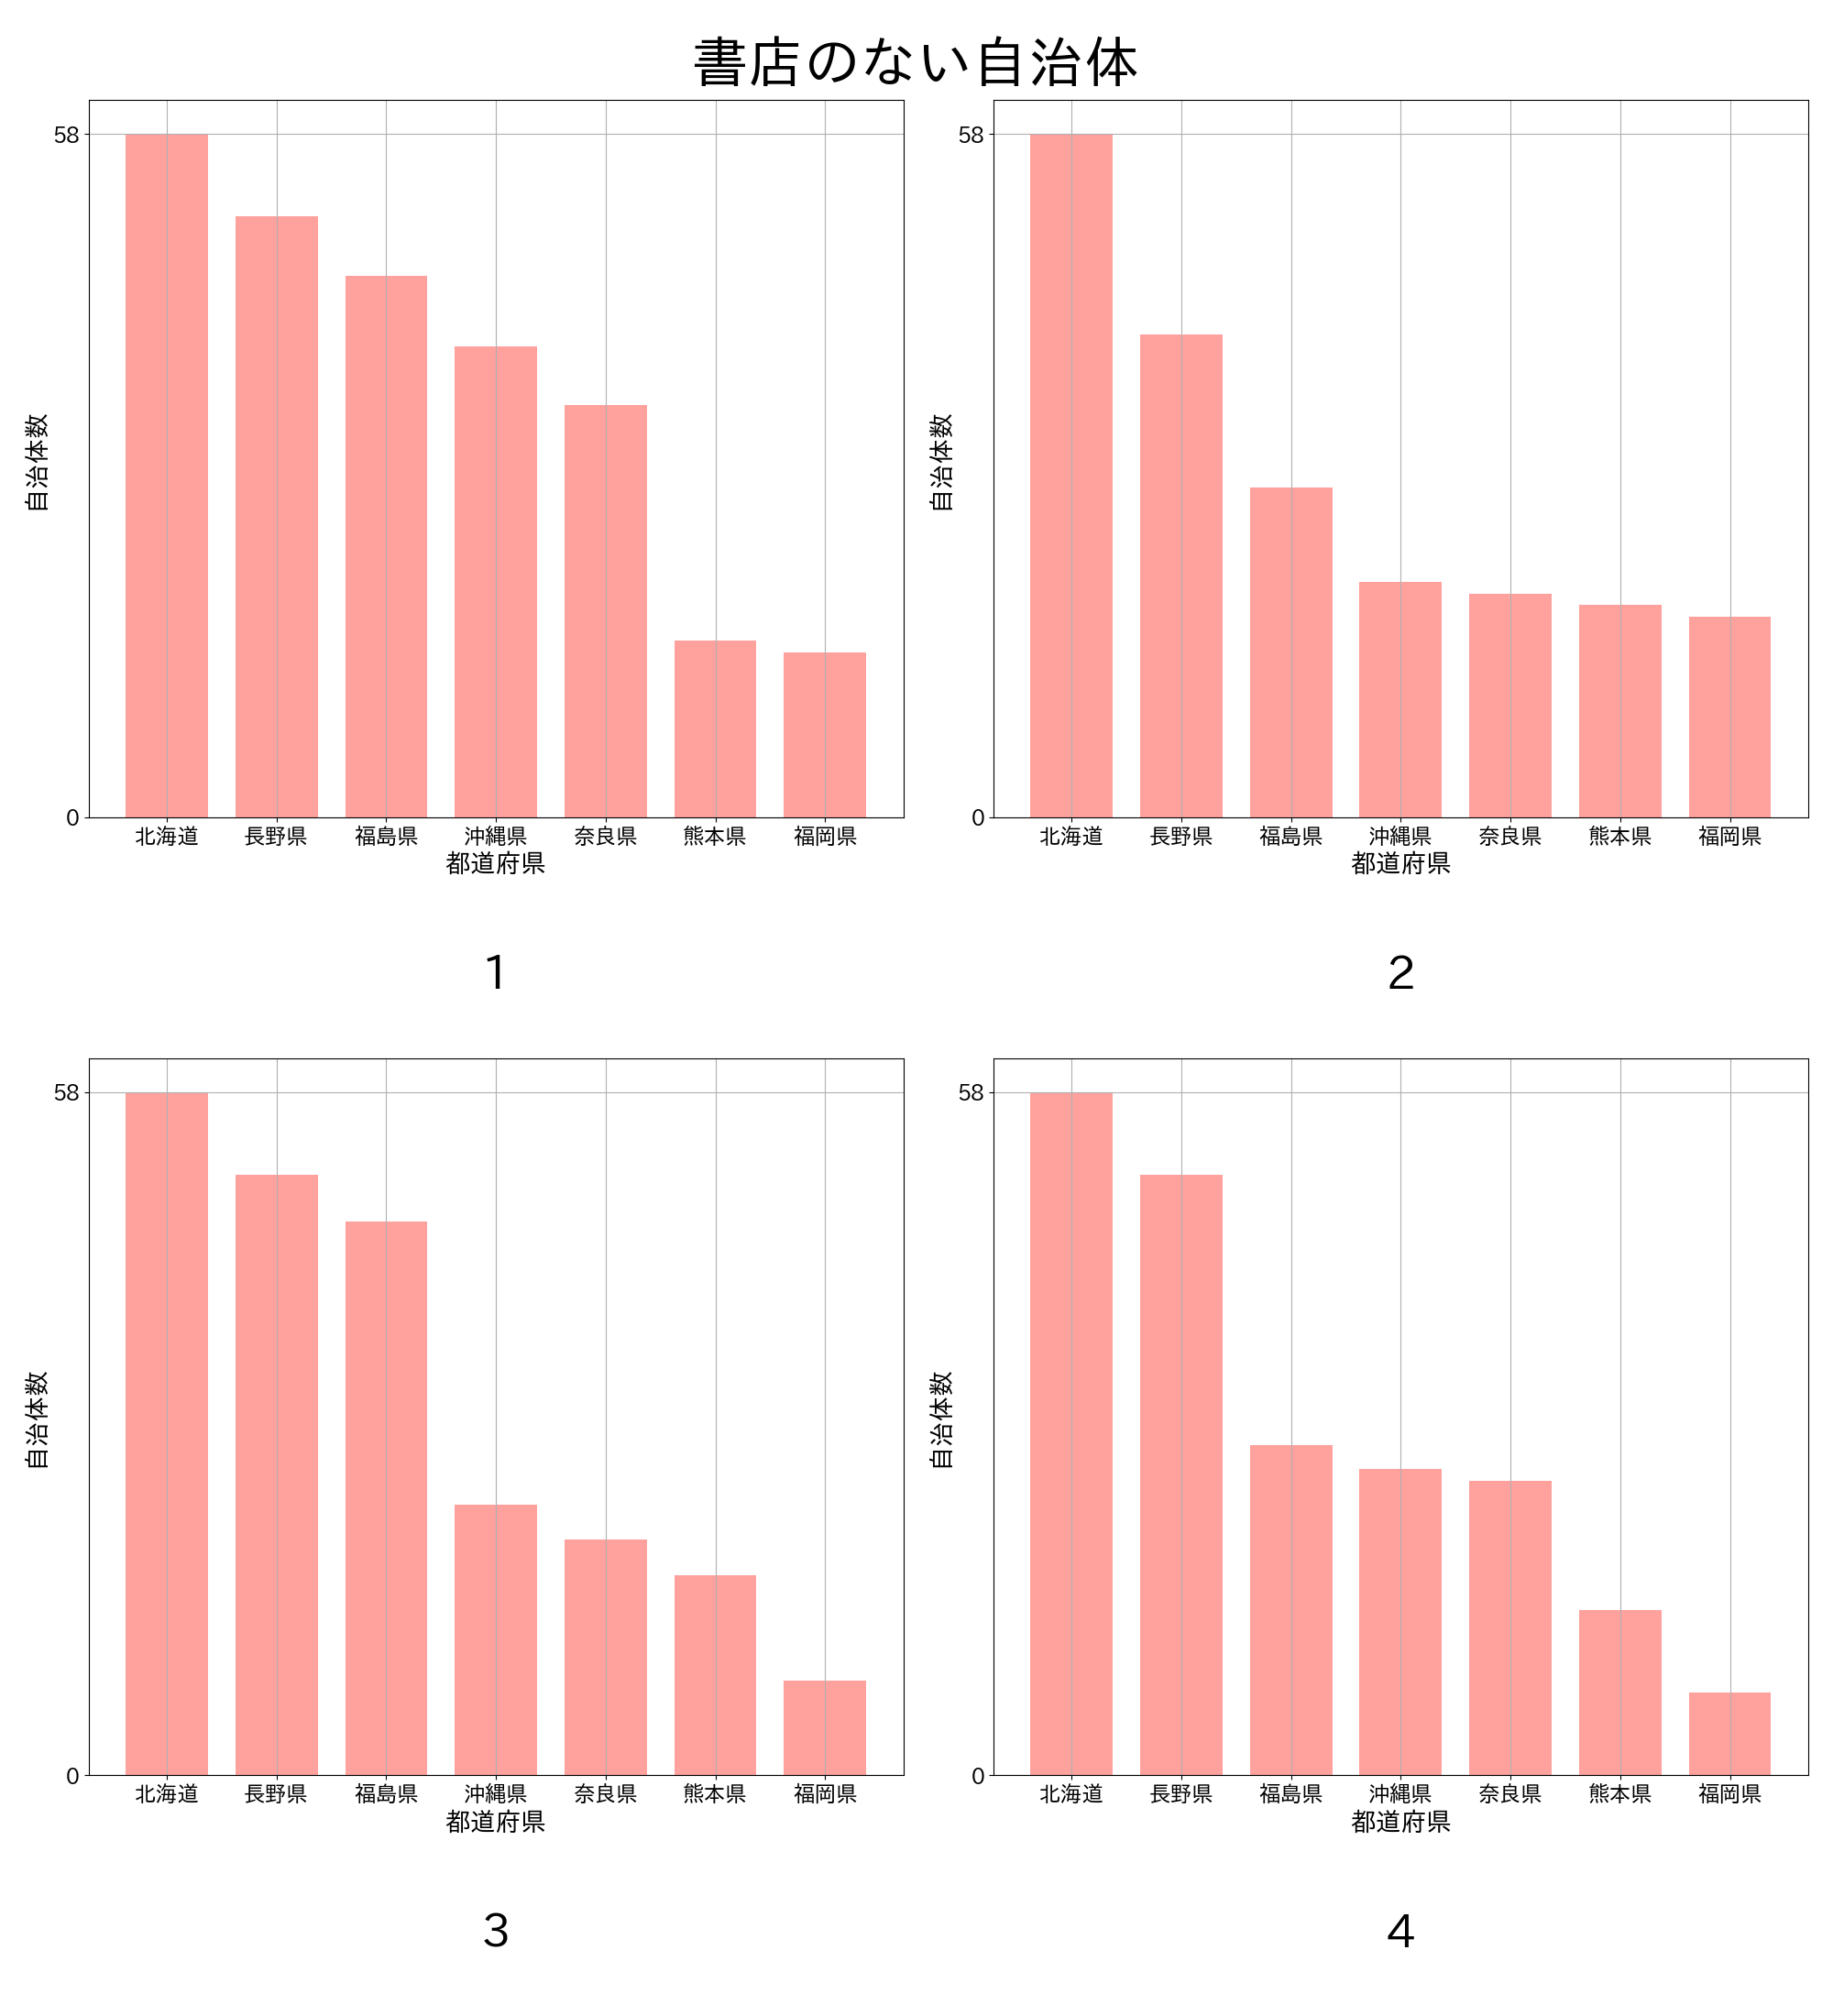 書店のない自治体
58
0
自治体数
北海道 長野県 福島県 沖縄県 奈良県 熊本県 福岡県
都道府県
1
58
0
自治体数
北海道 長野県 福島県 沖縄県 奈良県 熊本県 福岡県
都道府県
2
58
0
自治体数
北海道 長野県 福島県 沖縄県 奈良県 熊本県 福岡県
都道府県
3
58
0
自治体数
北海道 長野県 福島県 沖縄県 奈良県 熊本県 福岡県
都道府県
4